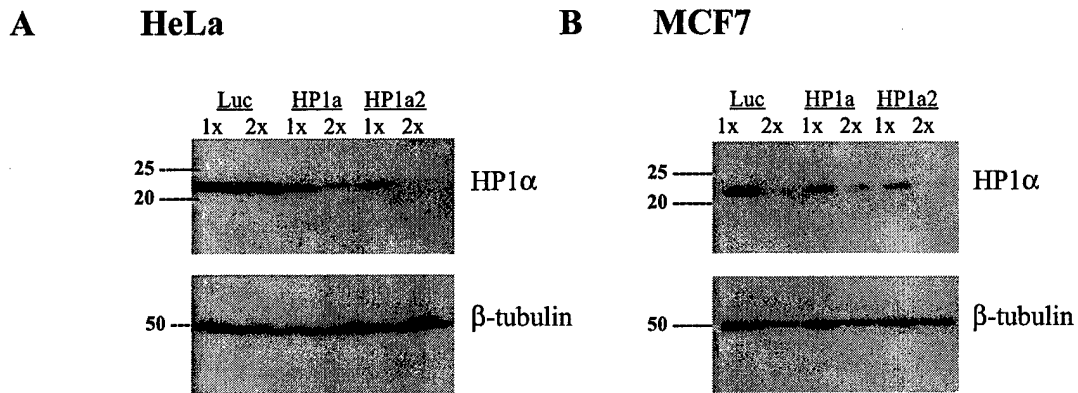 A HeLa
Luc HP1a HP1a2
1x 2x 1x 2x 1x 2x
25
20
HP1α
50
β-tubulin
B MCF7
Luc HP1a HP1a2
1x 2x 1x 2x 1x 2x
25
20
HP1α
50
β-tubulin